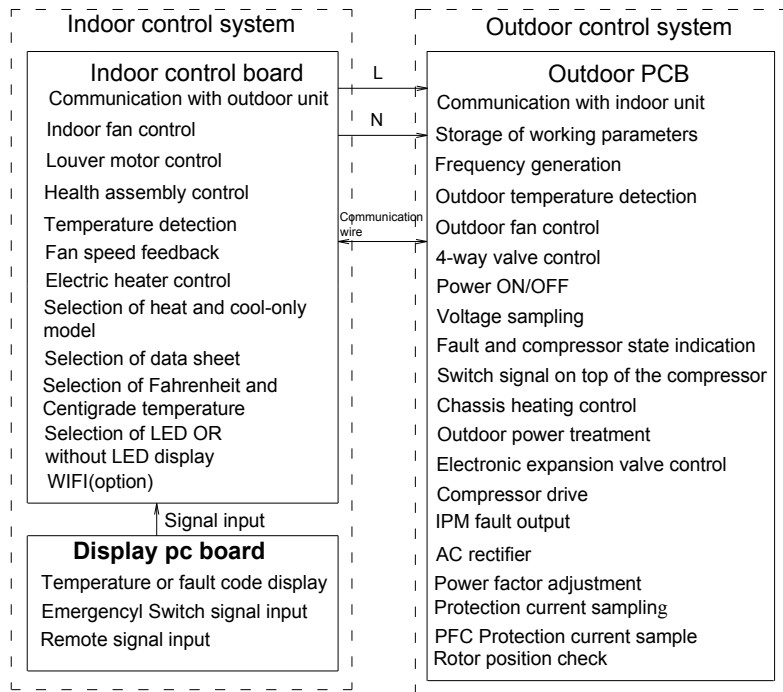 Indoor control system
Indoor control board
Communication with outdoor unit
Indoor fan control
Louver motor control
Health assembly control
Temperature detection
Fan speed feedback
Electric heater control
Selection of heat and cool-only
model
Selection of data sheet
Selection of Fahrenheit and
Centigrade temperature
Selection of LED OR
without LED display
WIFI(option)
Signal input
Display pc board
Temperature or fault code display
Emergencyl Switch signal input
Remote signal input
L
N
Communication
wire
Outdoor control system
Outdoor PCB
Communication with indoor unit
Storage of working parameters
Frequency generation
Outdoor temperature detection
Outdoor fan control
4-way valve control
Power ON/OFF
Voltage sampling
Fault and compressor state indication
Switch signal on top of the compressor
Chassis heating control
Outdoor power treatment
Electronic expansion valve control
Compressor drive
IPM fault output
AC rectifier
Power factor adjustment
Protection current sampling
PFC Protection current sample
Rotor position check